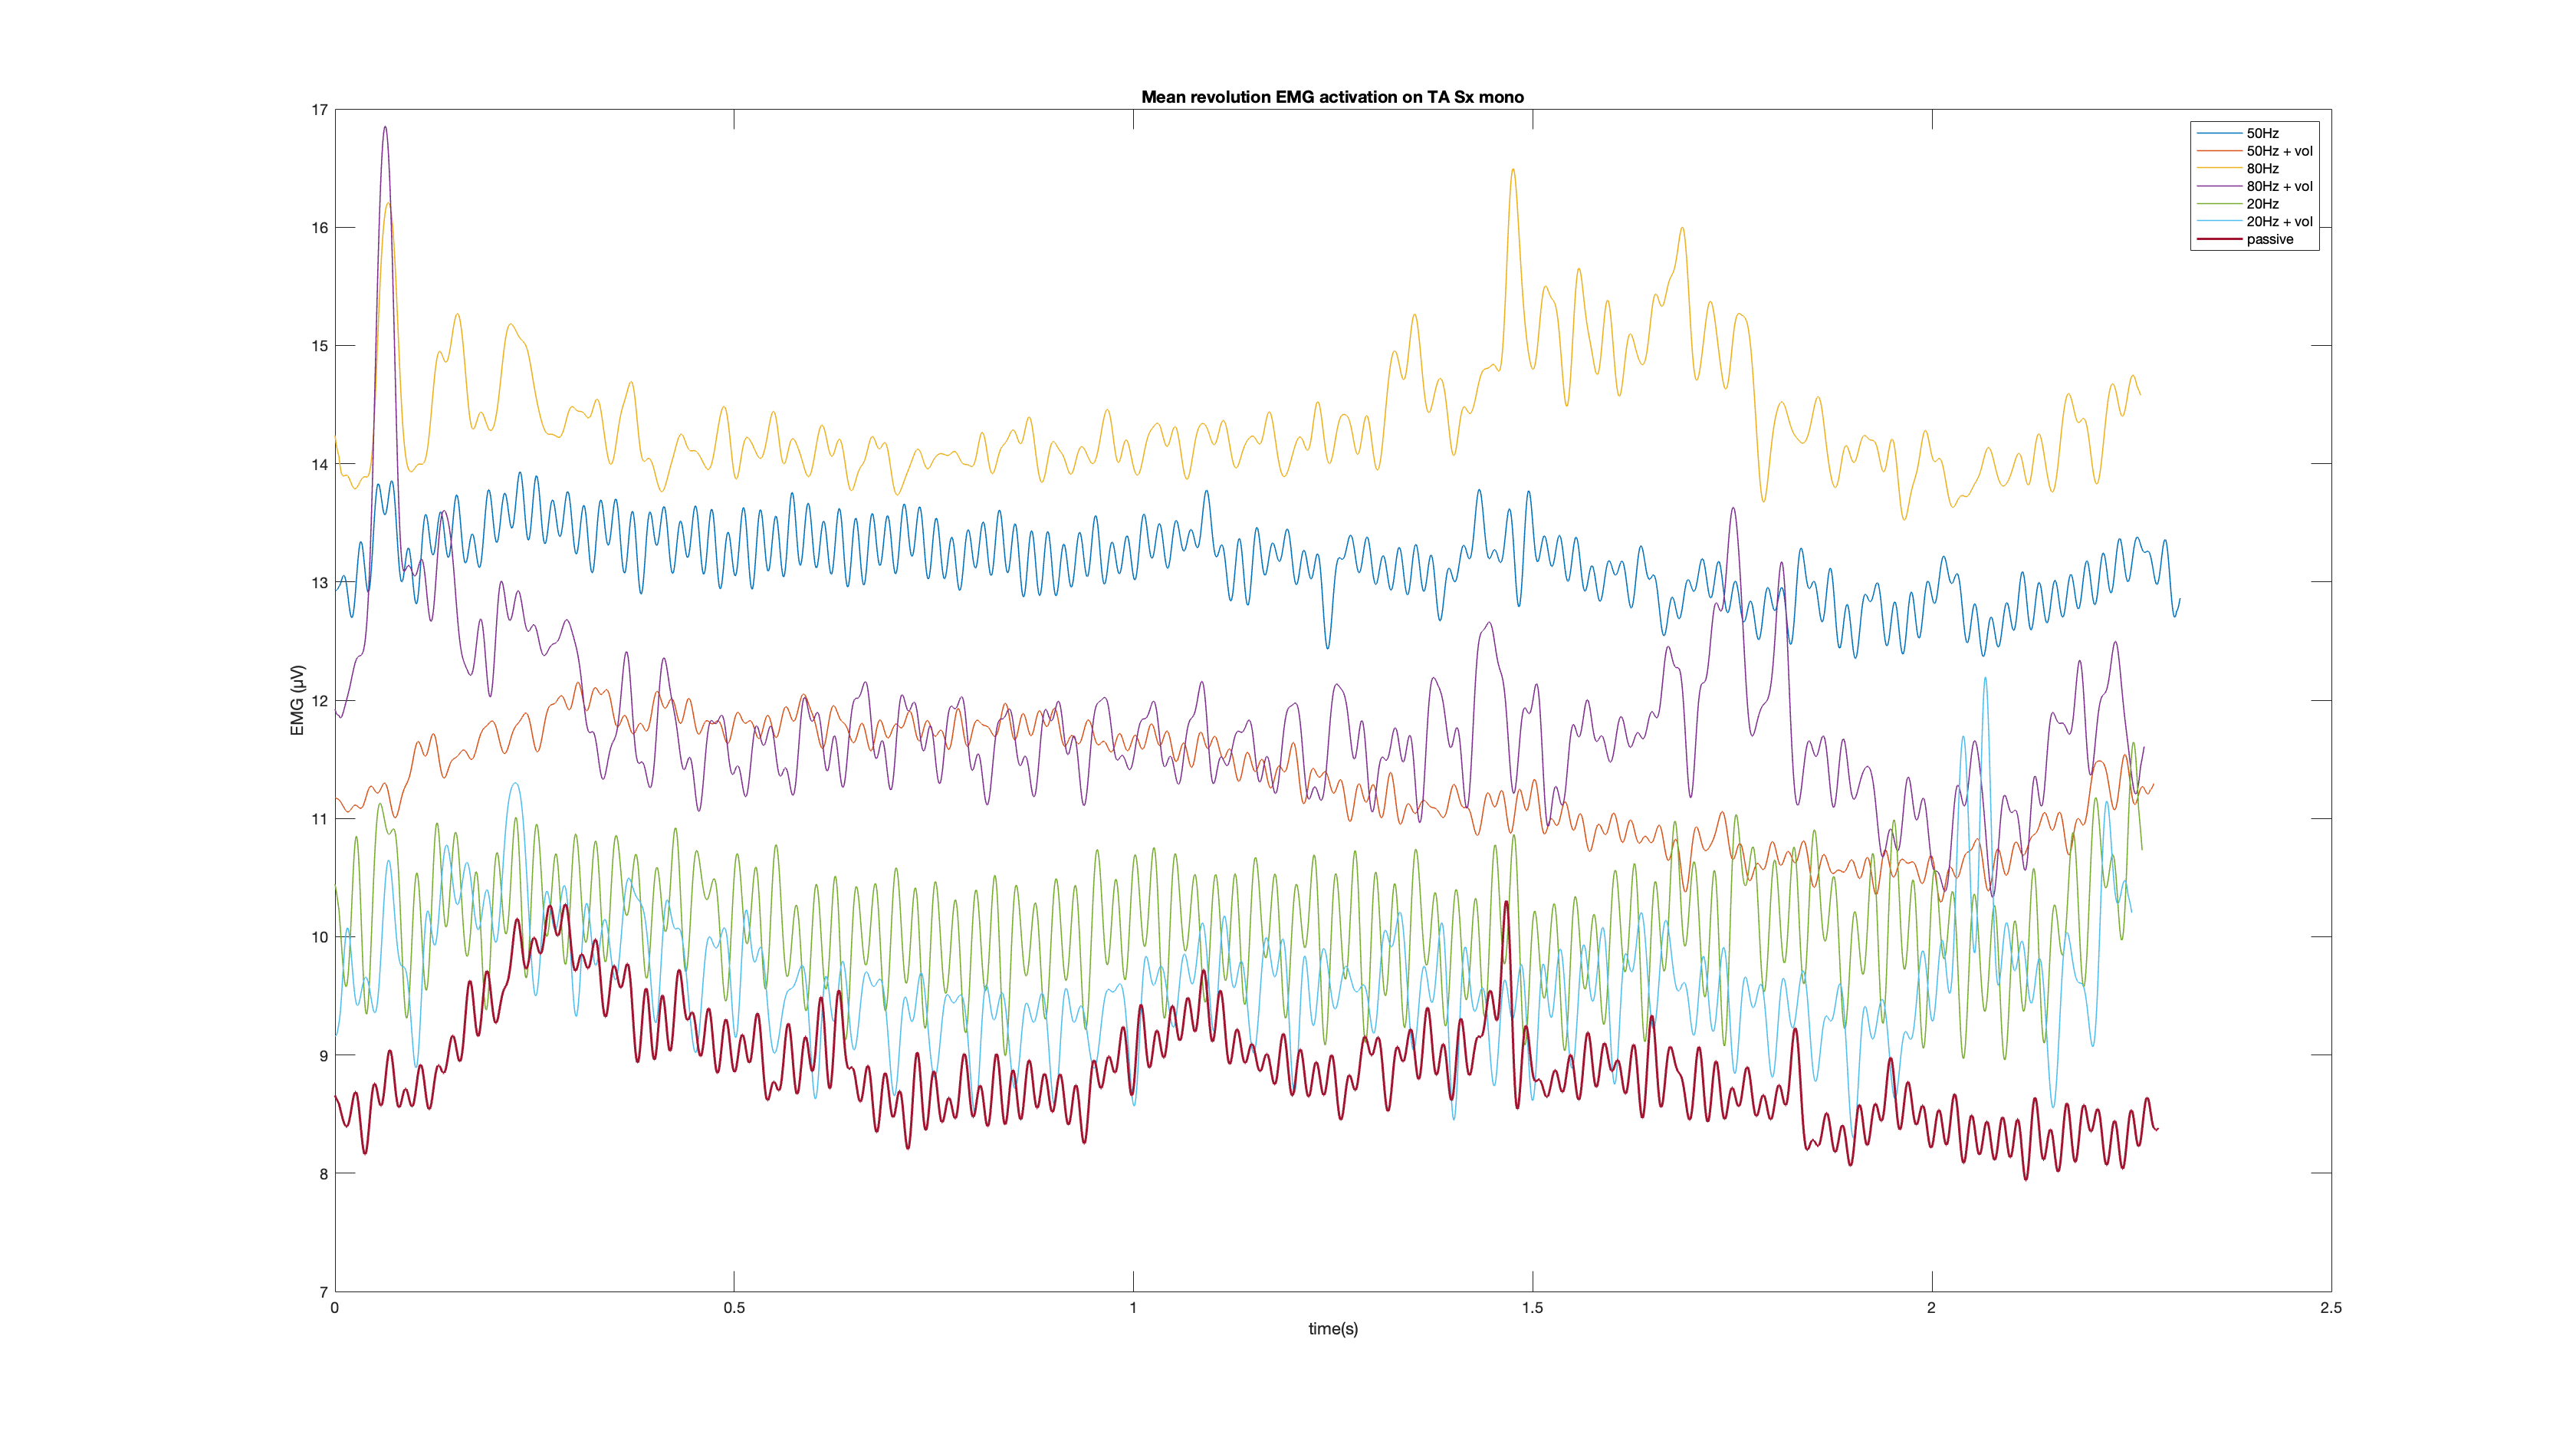 Mean revolution EMG activation on TA Sx mono
17
16
15
14
13
12
11
10
9
8
7
EMG (µV)
0
0.5
1
1.5
2
2.5
time(s)
50Hz
50Hz + vol
80Hz
80Hz + vol
20Hz
20Hz + vol
passive